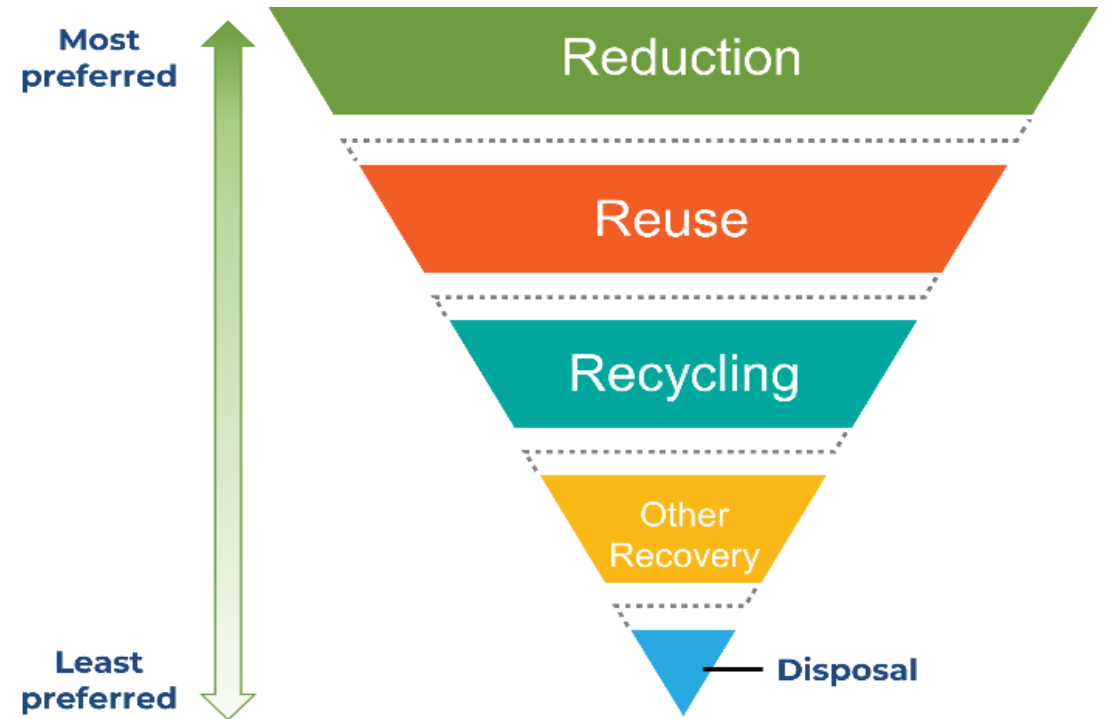 Most
preferred
Reduction
Reuse
Recycling
Other
Recovery
Least
preferred
Disposal